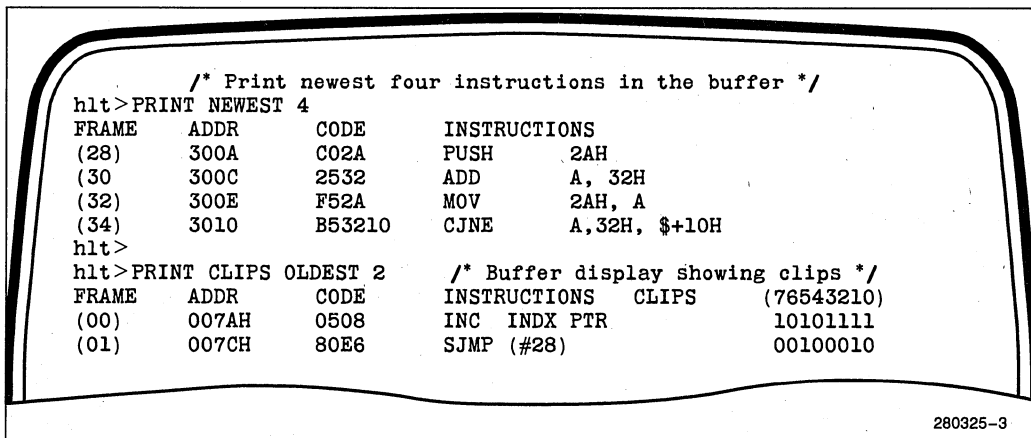 /* Print newest four instructions in the buffer */
hlt>PRINT NEWEST 4
FRAME ADDR CODE INSTRUCTIONS
(28) 300A C02A PUSH 2AH
(30 300C 2532 ADD A, 32H
(32) 300E F52A MOV 2AH, A
(34) 3010 B53210 CJNE A,32H, $+10H
hlt>
hlt>PRINT CLIPS OLDEST 2 /* Buffer display showing clips */
FRAME ADDR CODE INSTRUCTIONS CLIPS (76543210)
(00) 007AH 0508 INC INDX PTR 10101111
(01) 007CH 80E6 SJMP (#28) 00100010
280325-3